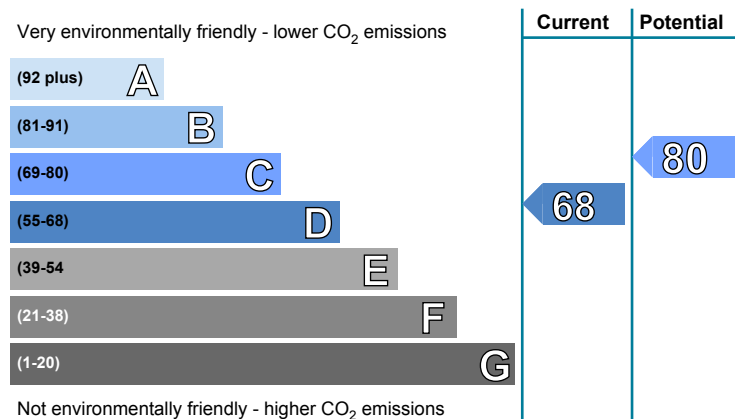 Very environmentally friendly - lower CO2 emissions
Current Potential
(92 plus) A
(81-91) B
(69-80) C
80
(55-68) D
68
(39-54 E
(21-38) F
(1-20) G
Not environmentally friendly - higher CO2 emissions